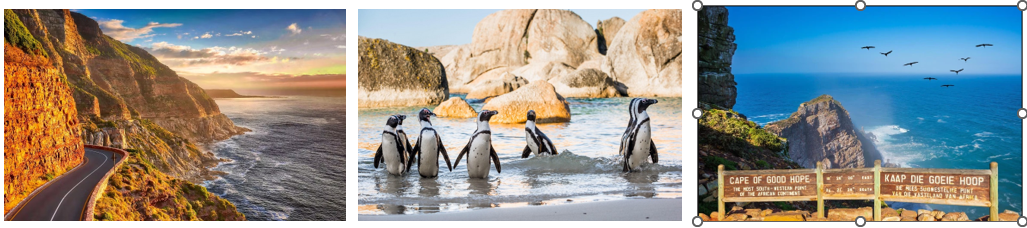 CAPE OF GOOD HOPE
THE MOST SOUTH-WESTERN POINT
OF THE AFRICAN CONTINENT
KAAP DIE GOEIE HOOP
DIE MEES SUIDWESTELIKE PUNT
VAN DIE VASTELAND VAN AFRIKA